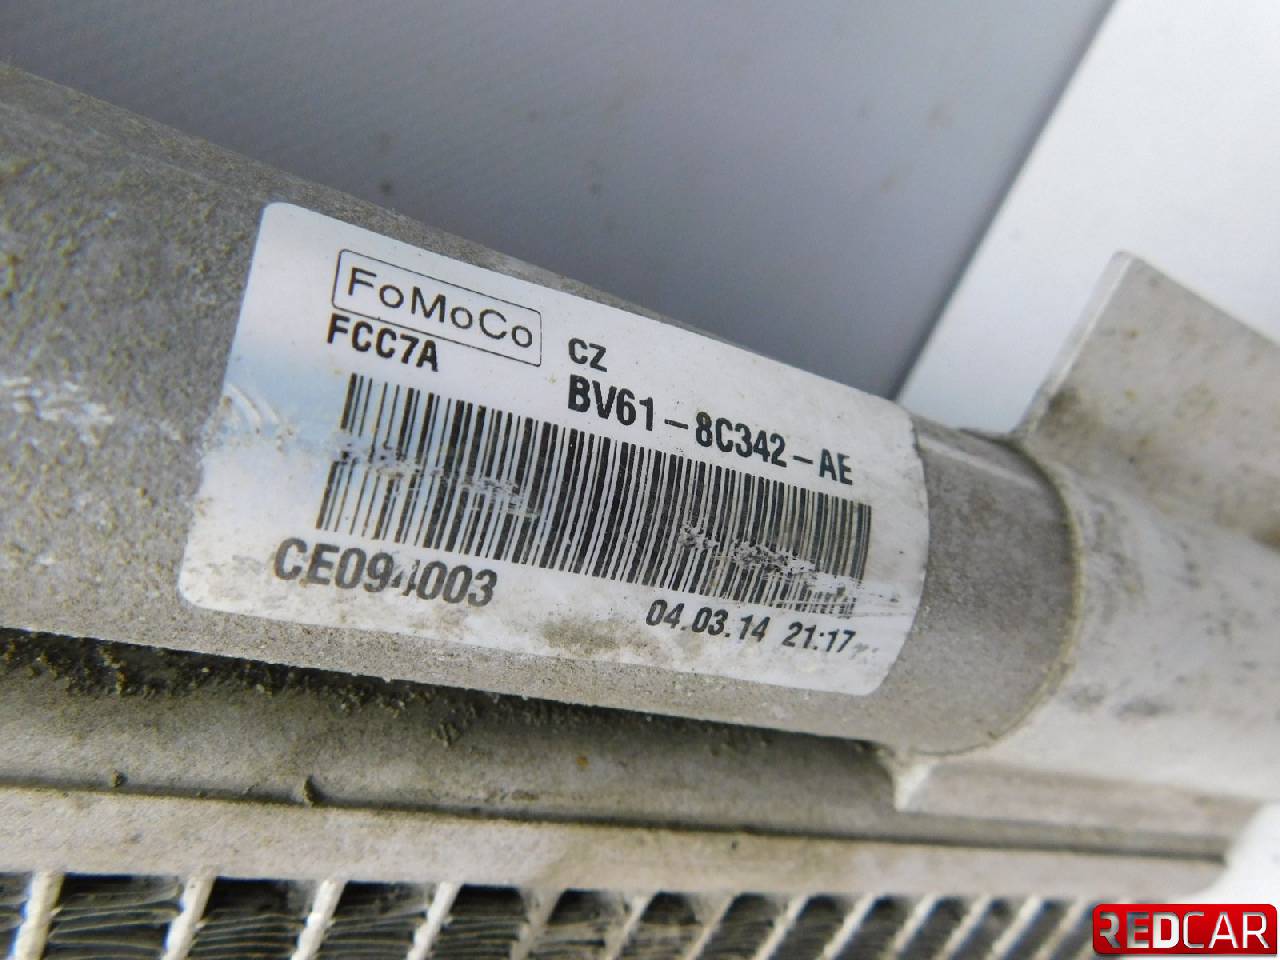 FoMoCo
FCC7A
CZ
BV61-8C342-AE
CE094003
04.03.14 21:17
REDCAR